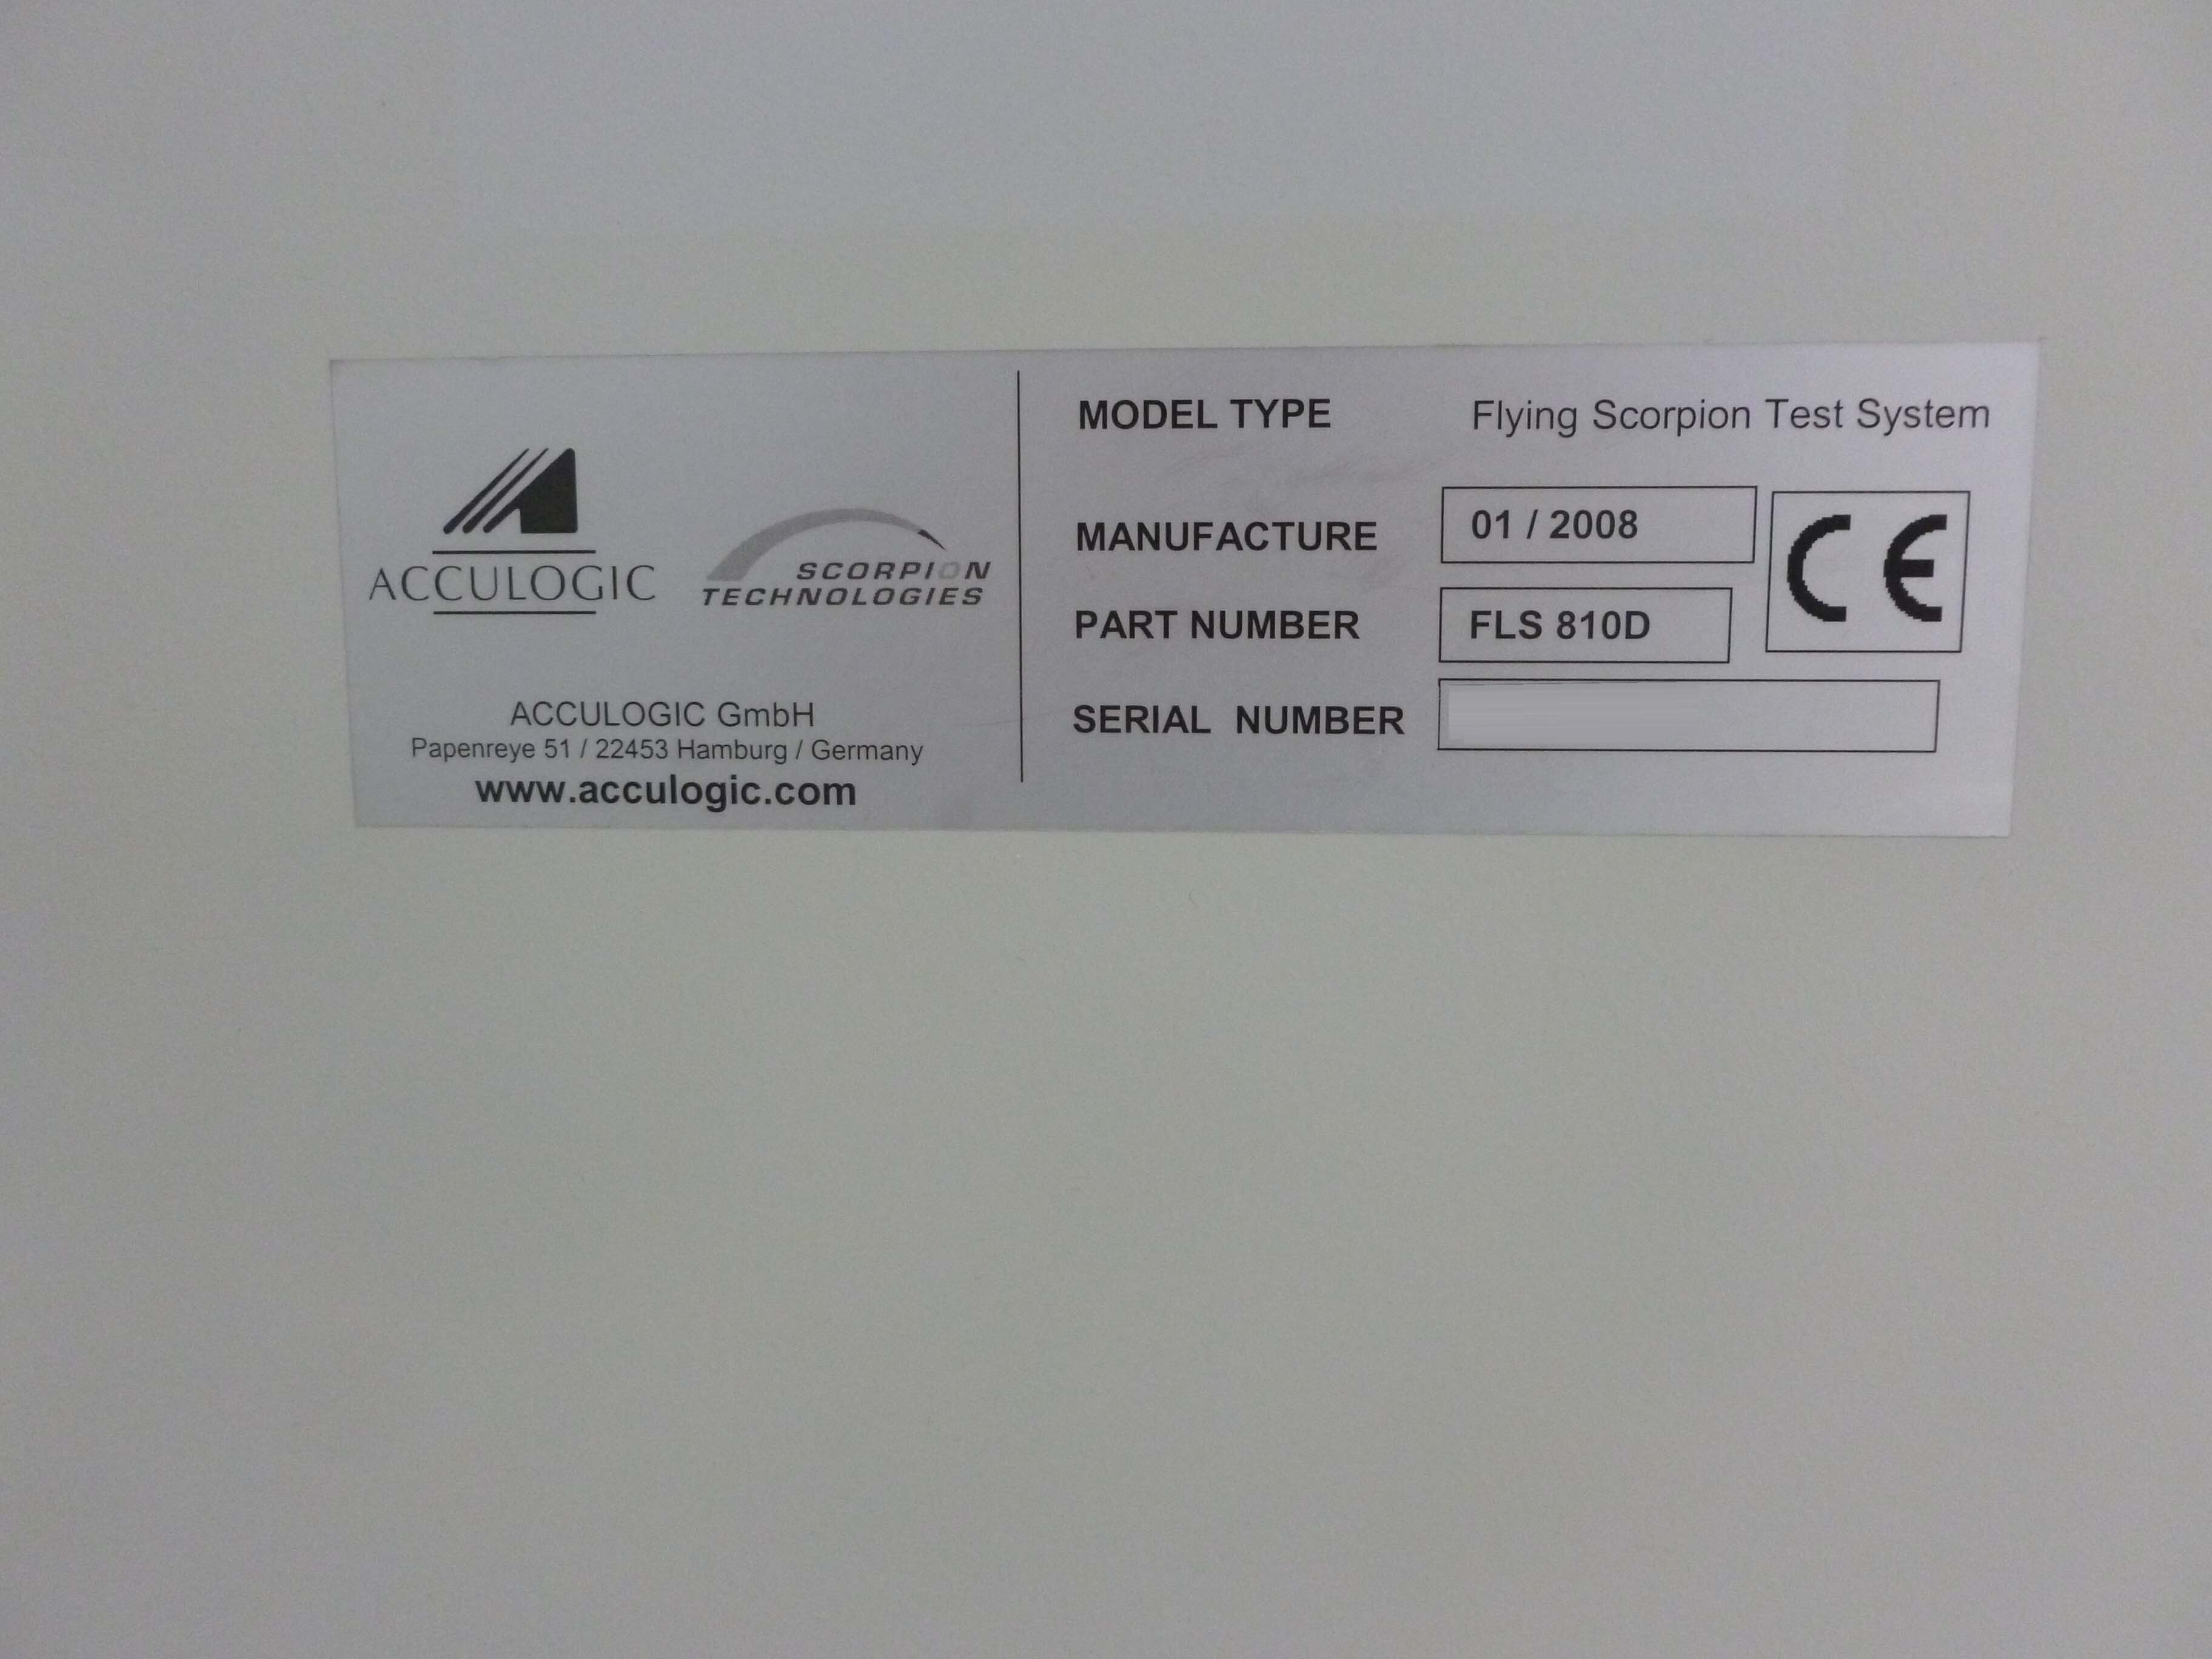 ACCULOGIC
SCORPION
TECHNOLOGIES
ACCULOGIC GmbH
Papenreye 51 / 22453 Hamburg / Germany
www.acculogic.com
MODEL TYPE Flying Scorpion Test System
MANUFACTURE 01 / 2008
CE
PART NUMBER FLS 810D
SERIAL NUMBER